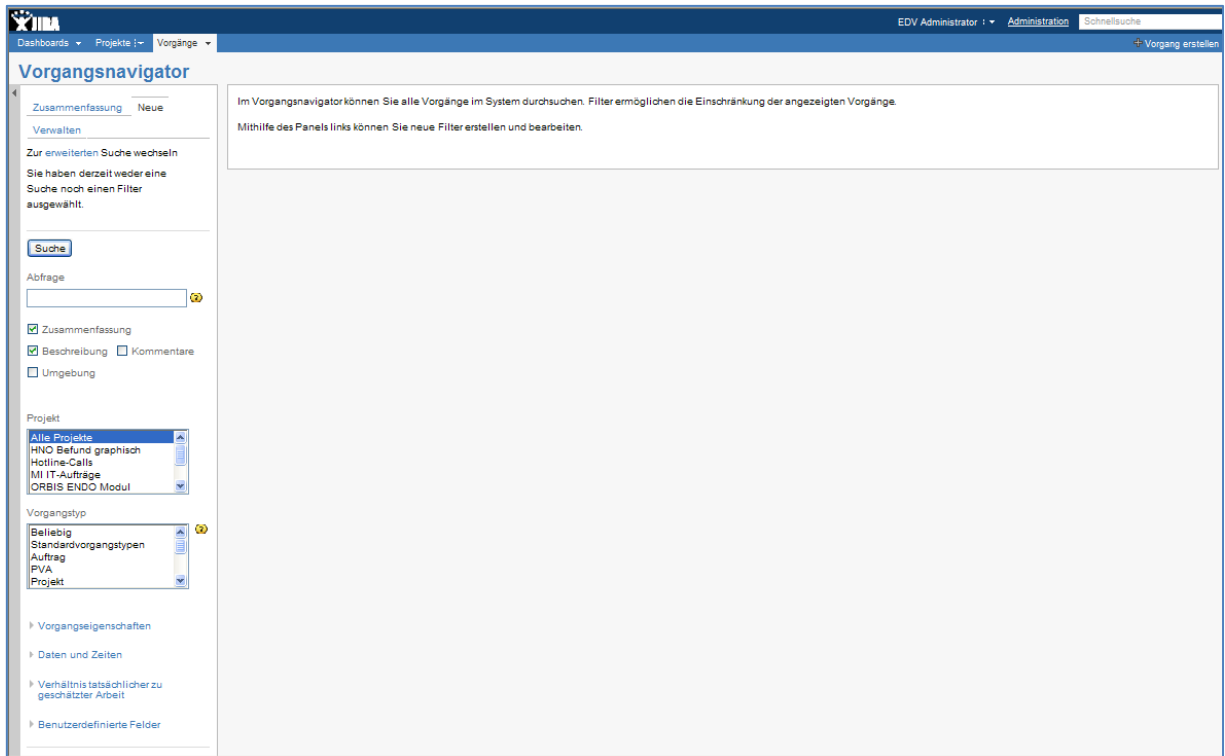 JIRA
EDV Administrator
Administration
Schnellsuche
Dashboards
Projekte
Vorgänge
Vorgang erstellen
Vorgangsnavigator
Zusammenfassung
Neue
Verwalten
Zur erweiterten Suche wechseln
Sie haben derzeit weder eine
Suche noch einen Filter
ausgewählt.
Suche
Abfrage
Zusammenfassung
Beschreibung
Kommentare
Umgebung
Projekt
Alle Projekte
HNO Befund graphisch
Hotline-Calls
MI IT-Aufträge
ORBIS ENDO Modul
Vorgangstyp
Beliebig
Standardvorgangstypen
Auftrag
PVA
Projekt
Vorgangseigenschaften
Daten und Zeiten
Verhältnis tatsächlicher zu
geschätzter Arbeit
Benutzerdefinierte Felder
Im Vorgangsnavigator können Sie alle Vorgänge im System durchsuchen. Filter ermöglichen die Einschränkung der angezeigten Vorgänge.
Mithilfe des Panels links können Sie neue Filter erstellen und bearbeiten.